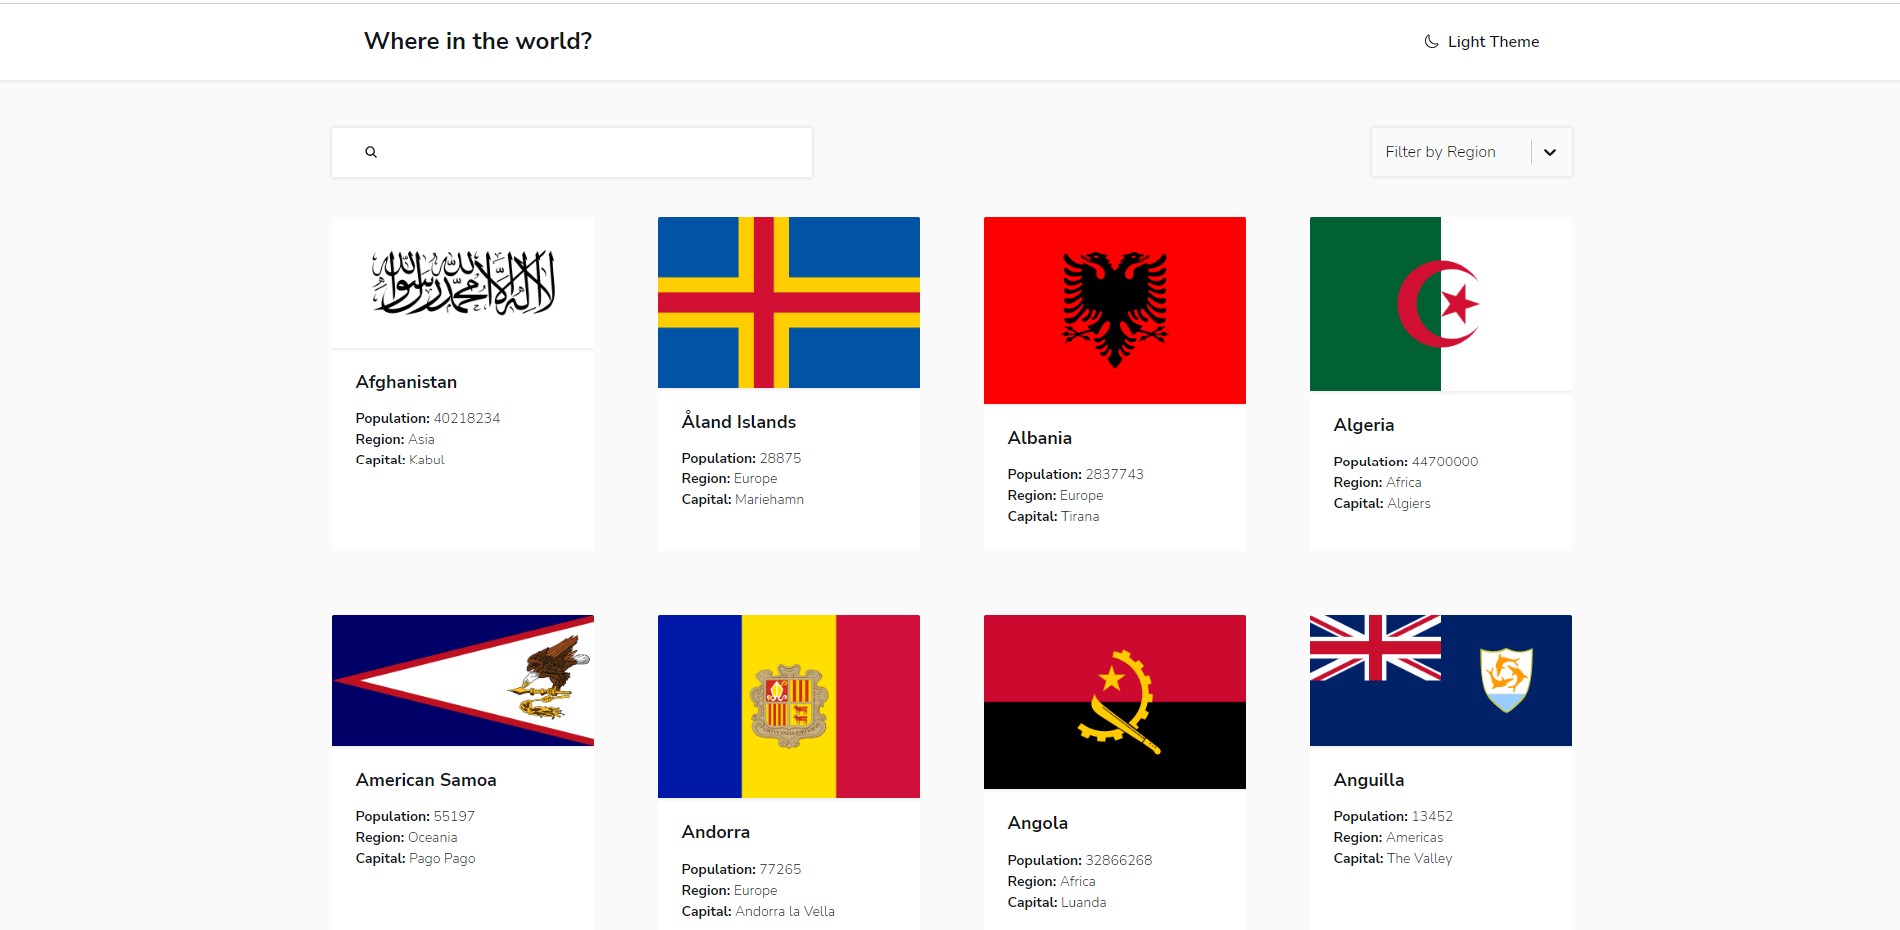 Where in the world?
Light Theme
Filter by Region
لا إله إلا الله محمد رسول الله
Afghanistan
Population: 40218234
Region: Asia
Capital: Kabul
Åland Islands
Population: 28875
Region: Europe
Capital: Mariehamn
Albania
Population: 2837743
Region: Europe
Capital: Tirana
Algeria
Population: 44700000
Region: Africa
Capital: Algiers
American Samoa
Population: 55197
Region: Oceania
Capital: Pago Pago
Andorra
Population: 77265
Region: Europe
Capital: Andorra la Vella
Angola
Population: 32866268
Region: Africa
Capital: Luanda
Anguilla
Population: 13452
Region: Americas
Capital: The Valley